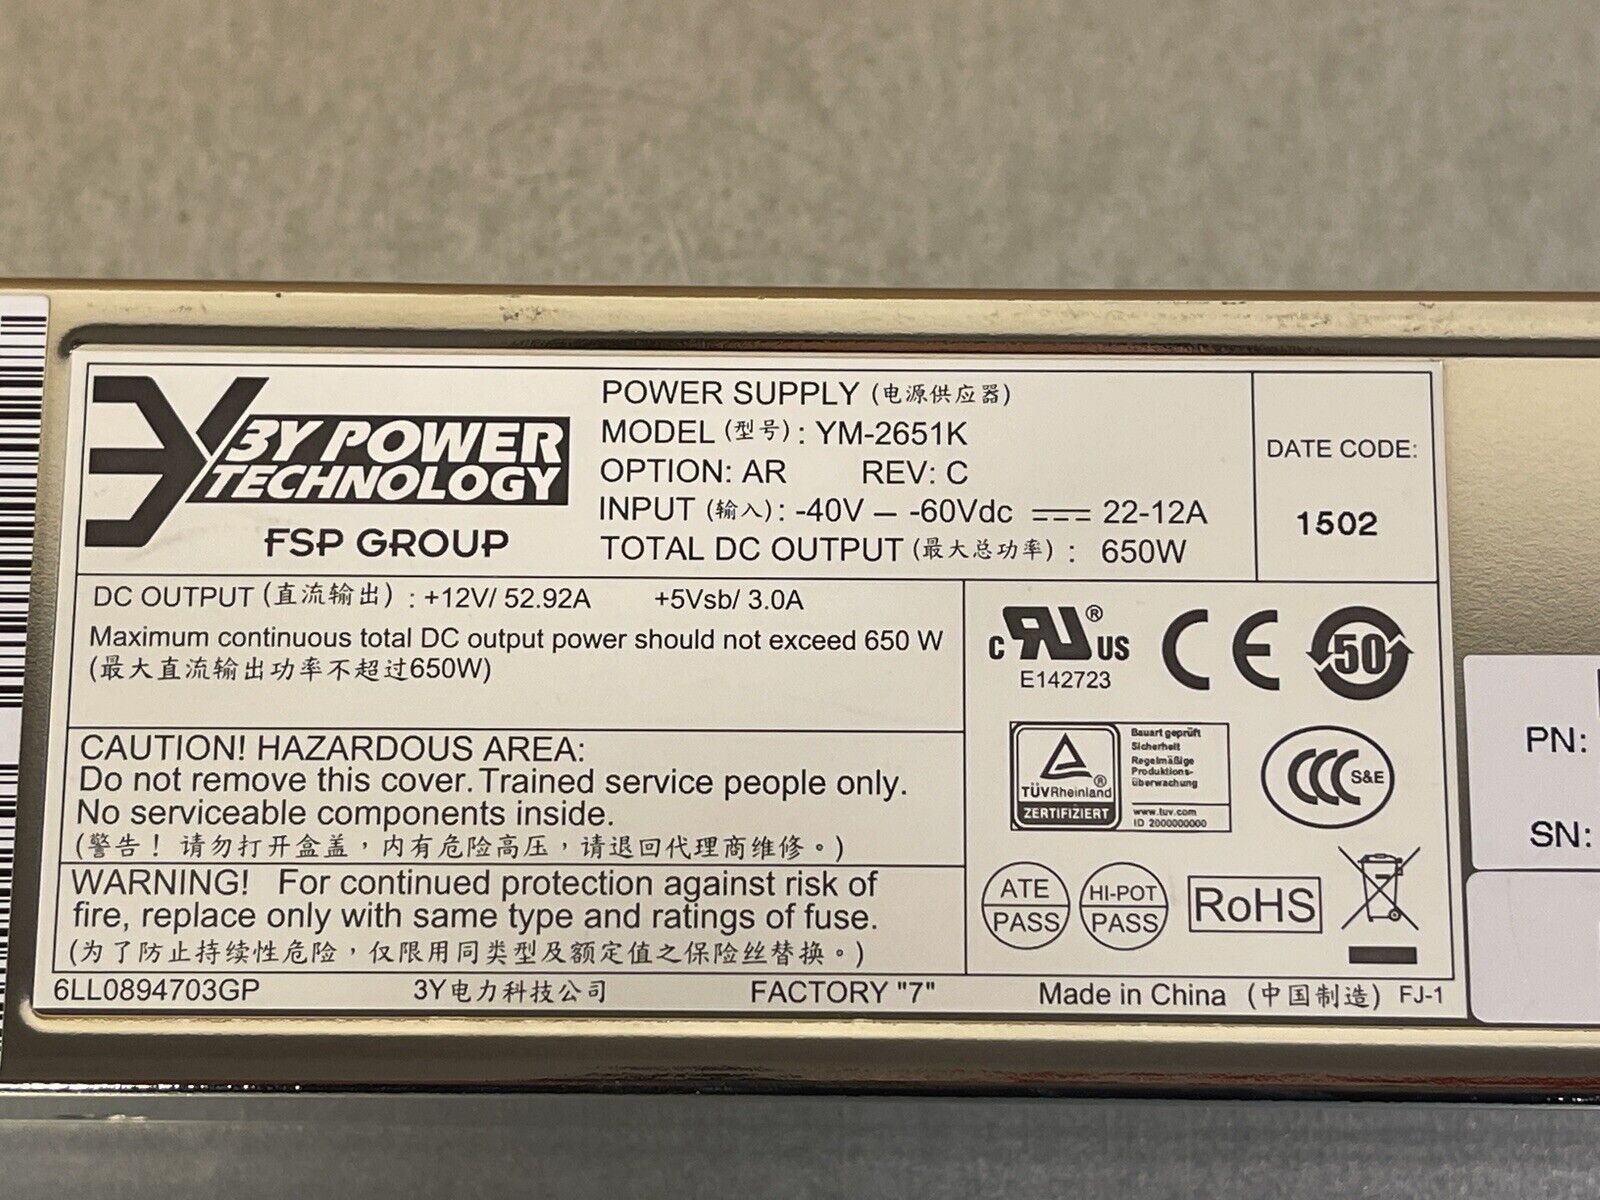 3Y POWER
TECHNOLOGY
FSP GROUP
POWER SUPPLY (电源供应器)
MODEL (型号) : YM-2651K
OPTION: AR REV: C
INPUT (输入) : -40V – -60Vdc 22-12A
TOTAL DC OUTPUT (最大总功率) : 650W
DATE CODE:
1502
DC OUTPUT (直流输出) : +12V/ 52.92A +5Vsb/ 3.0A
Maximum continuous total DC output power should not exceed 650 W
(最大直流输出功率不超过650W)
CAUTION! HAZARDOUS AREA:
Do not remove this cover. Trained service people only.
No serviceable components inside.
(警告！请勿打开盒盖，内有危险高压，请退回代理商维修。)
WARNING! For continued protection against risk of
fire, replace only with same type and ratings of fuse.
(为了防止持续性危险，仅限用同类型及额定值之保险丝替换。)
c RU ® US
E142723
CE
50
TÜVRheinland ®
ZERTIFIZIERT
Bauart geprüft
Sicherheit
Regelmäßige
Produktions-
überwachung
www.tuv.com
ID 2000000000
CCC S&E
ATE
PASS
HI-POT
PASS
RoHS
6LL0894703GP 3Y电力科技公司 FACTORY "7" Made in China (中国制造) FJ-1
PN:
SN: